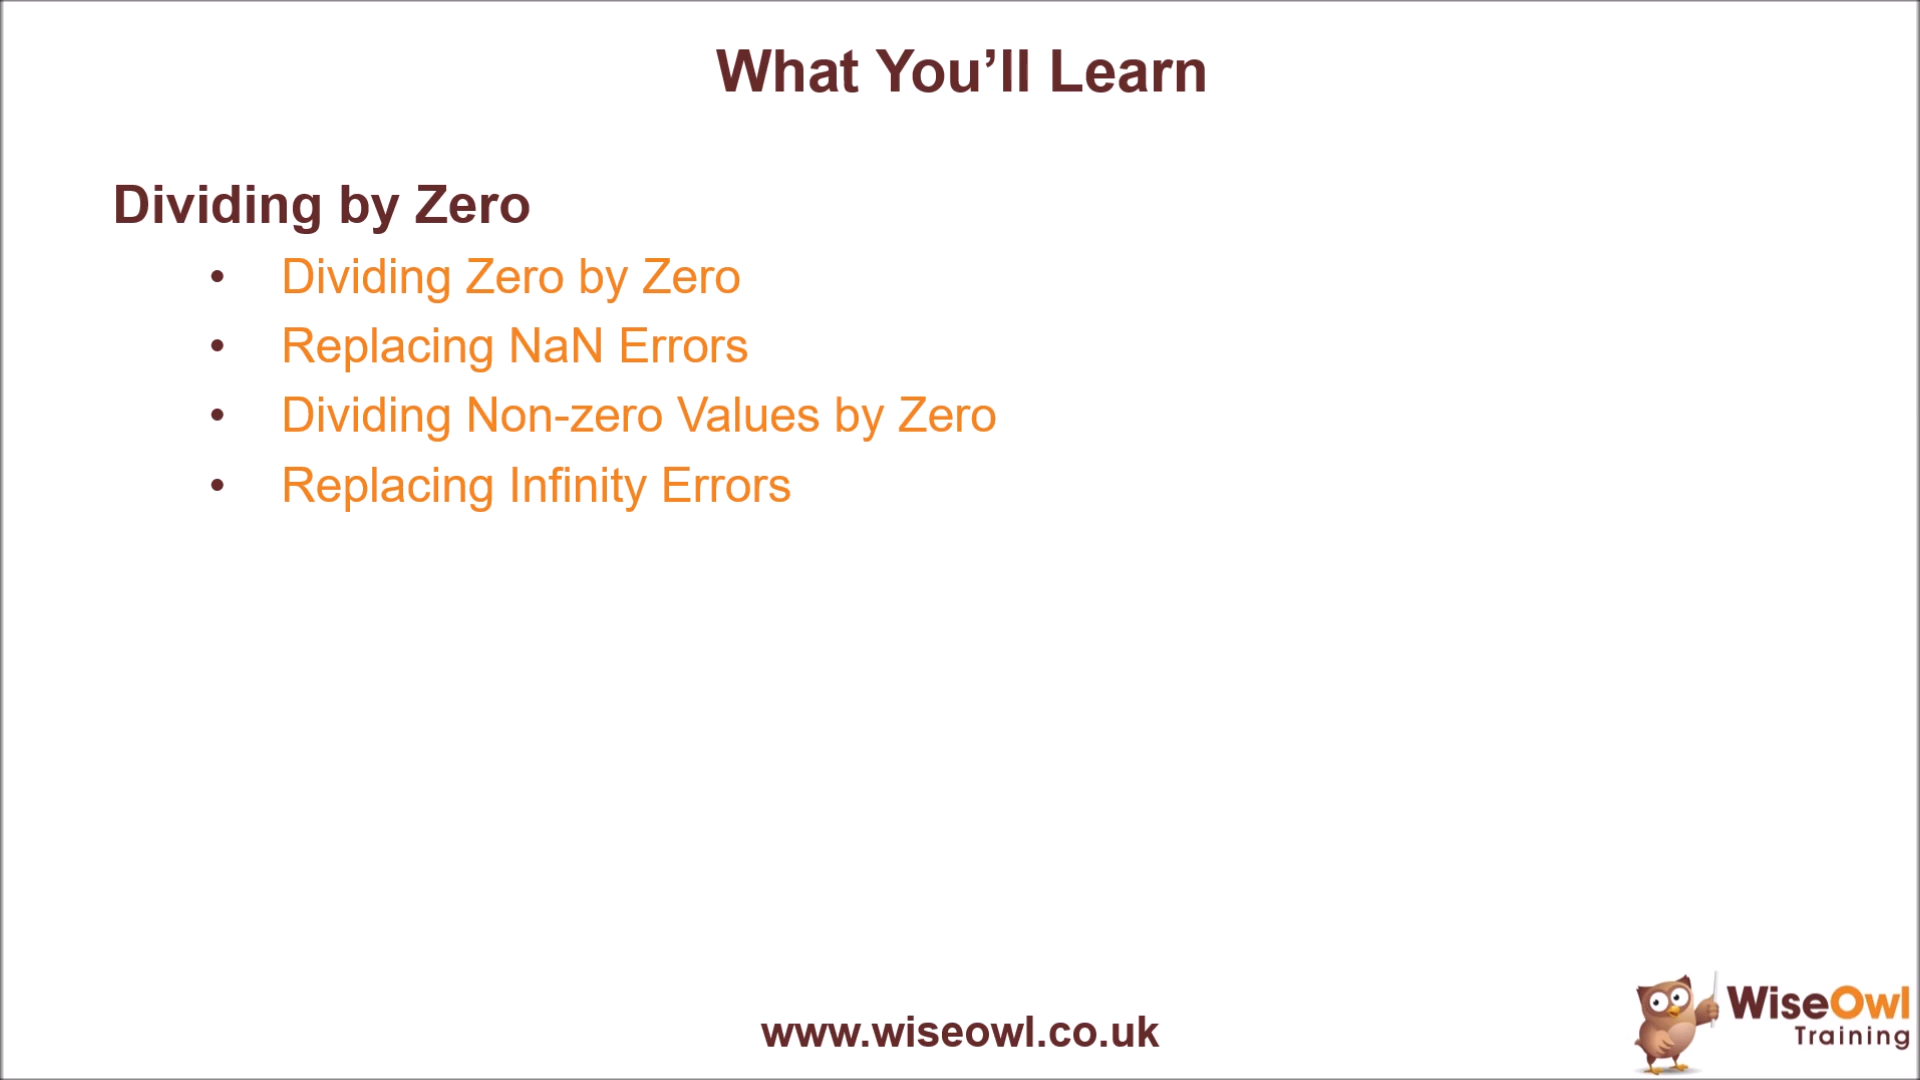 What You’ll Learn
Dividing by Zero
• Dividing Zero by Zero
• Replacing NaN Errors
• Dividing Non-zero Values by Zero
• Replacing Infinity Errors
www.wiseowl.co.uk
WiseOwl
Training